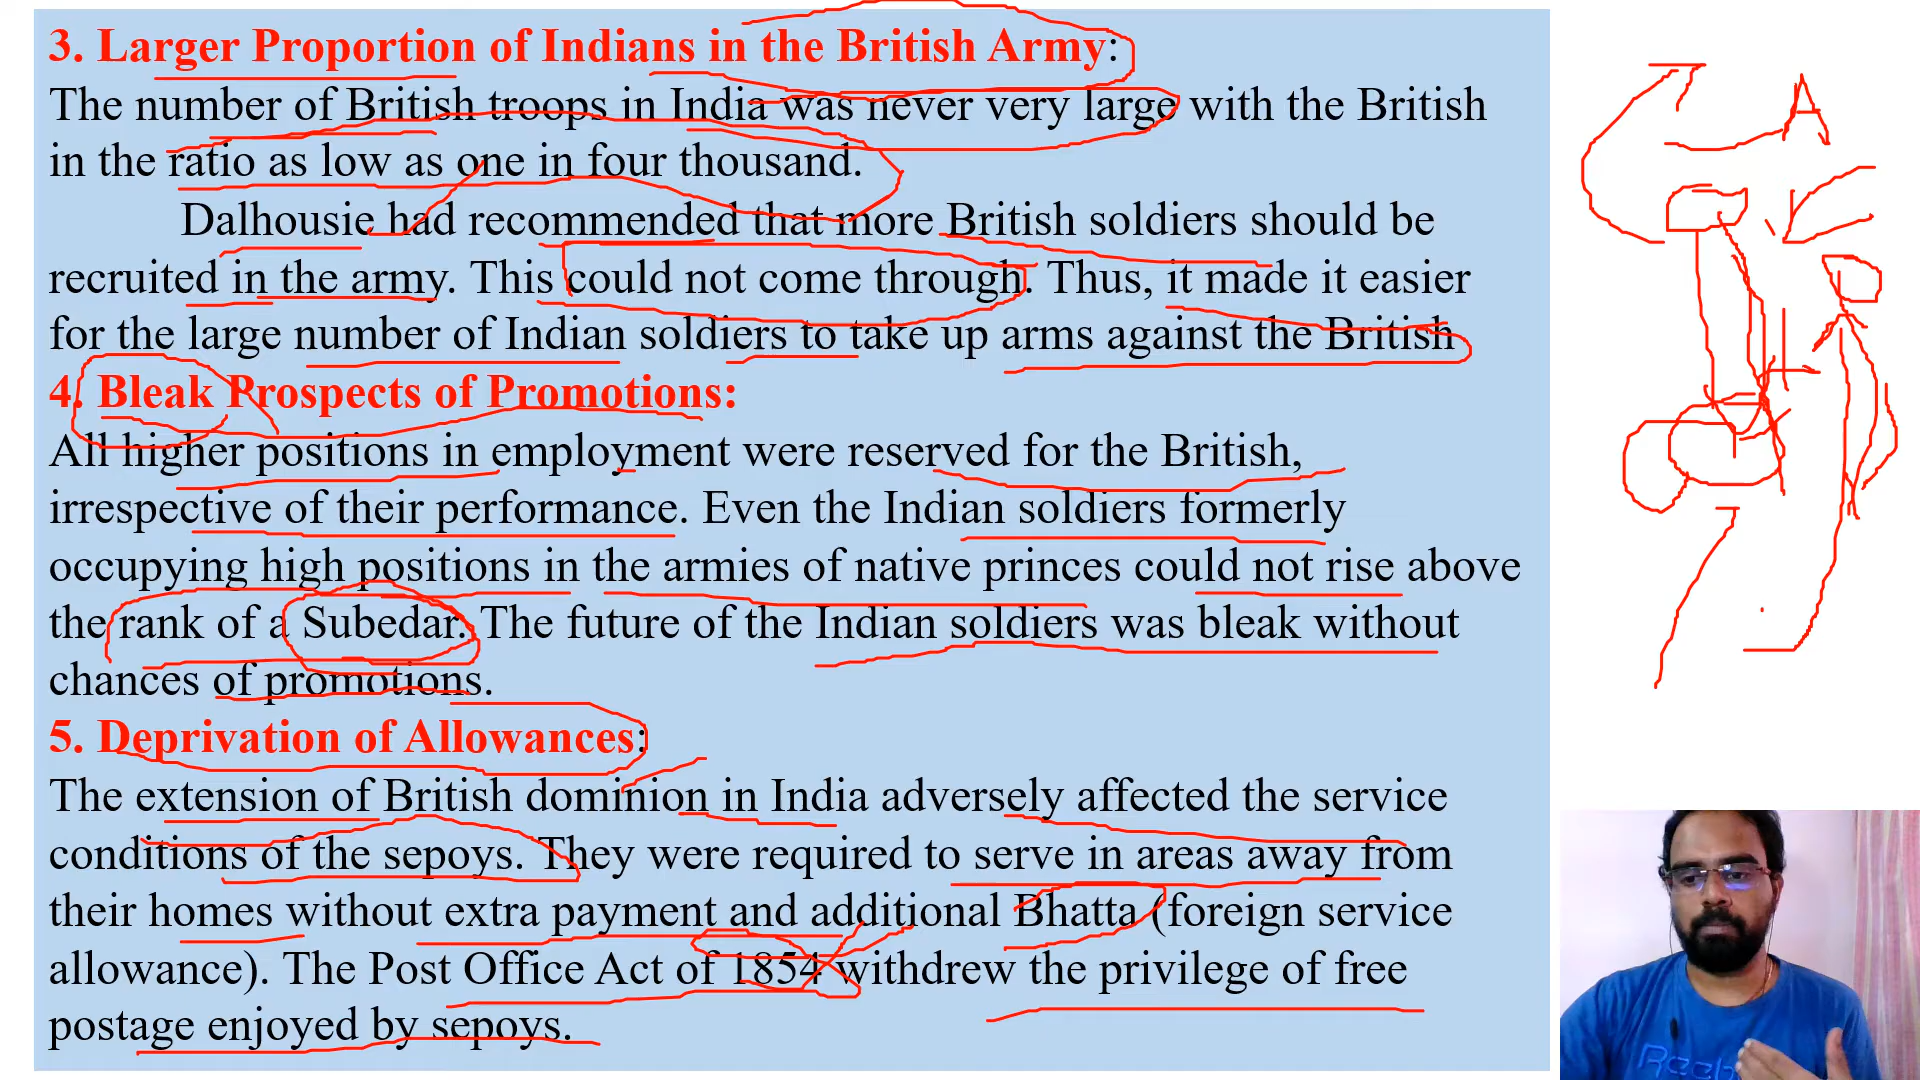 3. Larger Proportion of Indians in the British Army:
The number of British troops in India was never very large with the British
in the ratio as low as one in four thousand.
Dalhousie had recommended that more British soldiers should be
recruited in the army. This could not come through. Thus, it made it easier
for the large number of Indian soldiers to take up arms against the British
4. Bleak Prospects of Promotions:
All higher positions in employment were reserved for the British,
irrespective of their performance. Even the Indian soldiers formerly
occupying high positions in the armies of native princes could not rise above
the rank of a Subedar. The future of the Indian soldiers was bleak without
chances of promotions.
5. Deprivation of Allowances:
The extension of British dominion in India adversely affected the service
conditions of the sepoys. They were required to serve in areas away from
their homes without extra payment and additional Bhatta (foreign service
allowance). The Post Office Act of 1854 withdrew the privilege of free
postage enjoyed by sepoys.